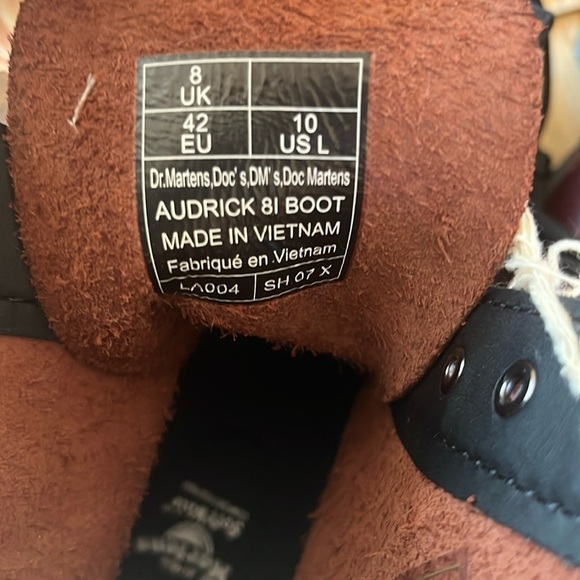 8
UK
42
EU
10
US L
Dr.Martens,Doc's,DM's,Doc Martens
AUDRICK 8I BOOT
MADE IN VIETNAM
Fabriqué en Vietnam
LA004
SH 07 X